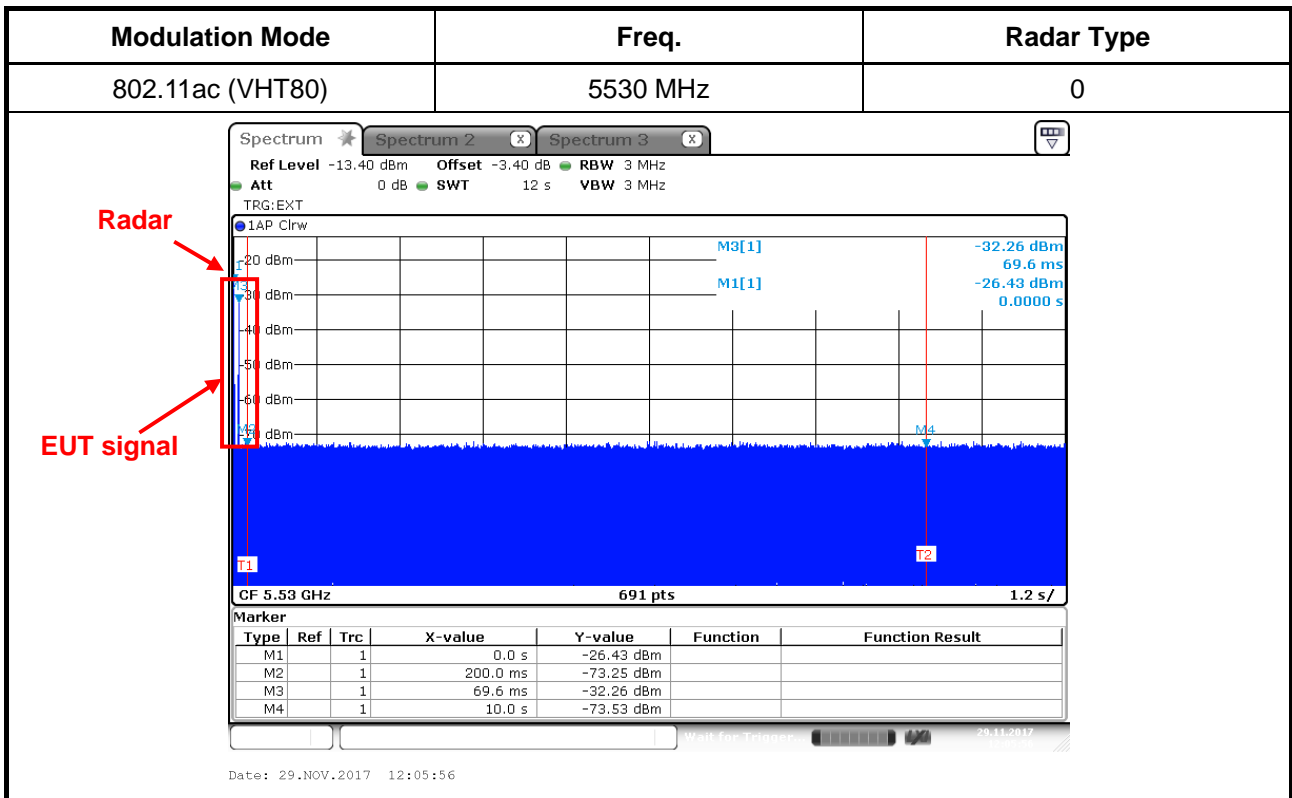 Modulation Mode Freq. Radar Type
802.11ac (VHT80) 5530 MHz 0
Spectrum Spectrum 2 X Spectrum 3 X
Ref Level -13.40 dBm Offset -3.40 dB RBW 3 MHz
Att 0 dB SWT 12 s VBW 3 MHz
TRG:EXT
Radar
1AP Clrw
M3[1] -32.26 dBm
-20 dBm 69.6 ms
M1[1] -26.43 dBm
-30 dBm 0.0000 s
M3
-40 dBm
-50 dBm
-60 dBm
EUT signal
M2 -70 dBm M4
T1 T2
CF 5.53 GHz 691 pts 1.2 s/
Marker
Type Ref Trc X-value Y-value Function Function Result
M1 1 0.0 s -26.43 dBm
M2 1 200.0 ms -73.25 dBm
M3 1 69.6 ms -32.26 dBm
M4 1 10.0 s -73.53 dBm
Wait for Trigger... 29.11.2017
Date: 29.NOV.2017 12:05:56